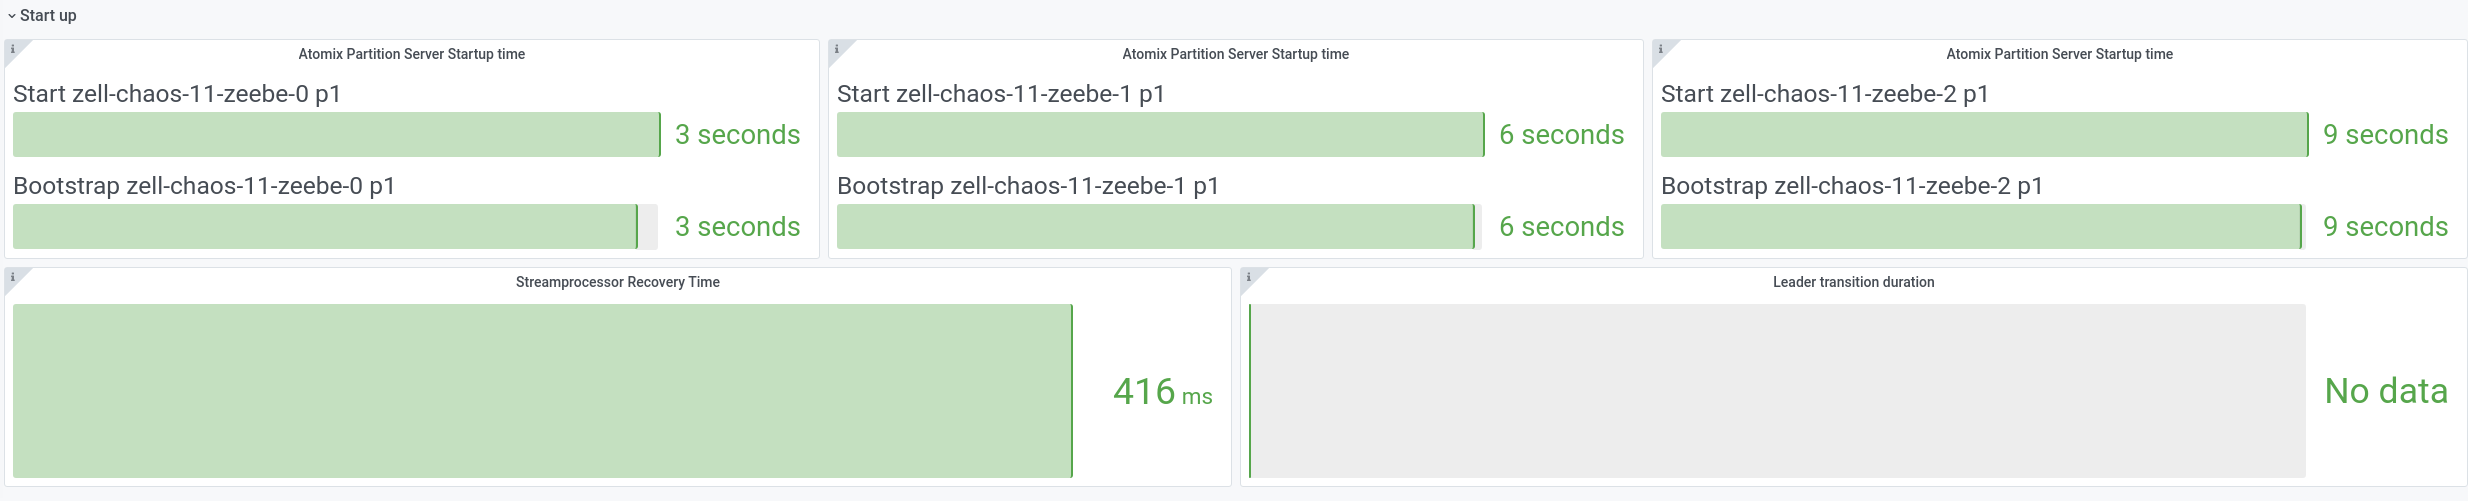 Start up
Atomix Partition Server Startup time
Start zell-chaos-11-zeebe-0 p1
3 seconds
Bootstrap zell-chaos-11-zeebe-0 p1
3 seconds
Atomix Partition Server Startup time
Start zell-chaos-11-zeebe-1 p1
6 seconds
Bootstrap zell-chaos-11-zeebe-1 p1
6 seconds
Atomix Partition Server Startup time
Start zell-chaos-11-zeebe-2 p1
9 seconds
Bootstrap zell-chaos-11-zeebe-2 p1
9 seconds
Streamprocessor Recovery Time
416 ms
Leader transition duration
No data